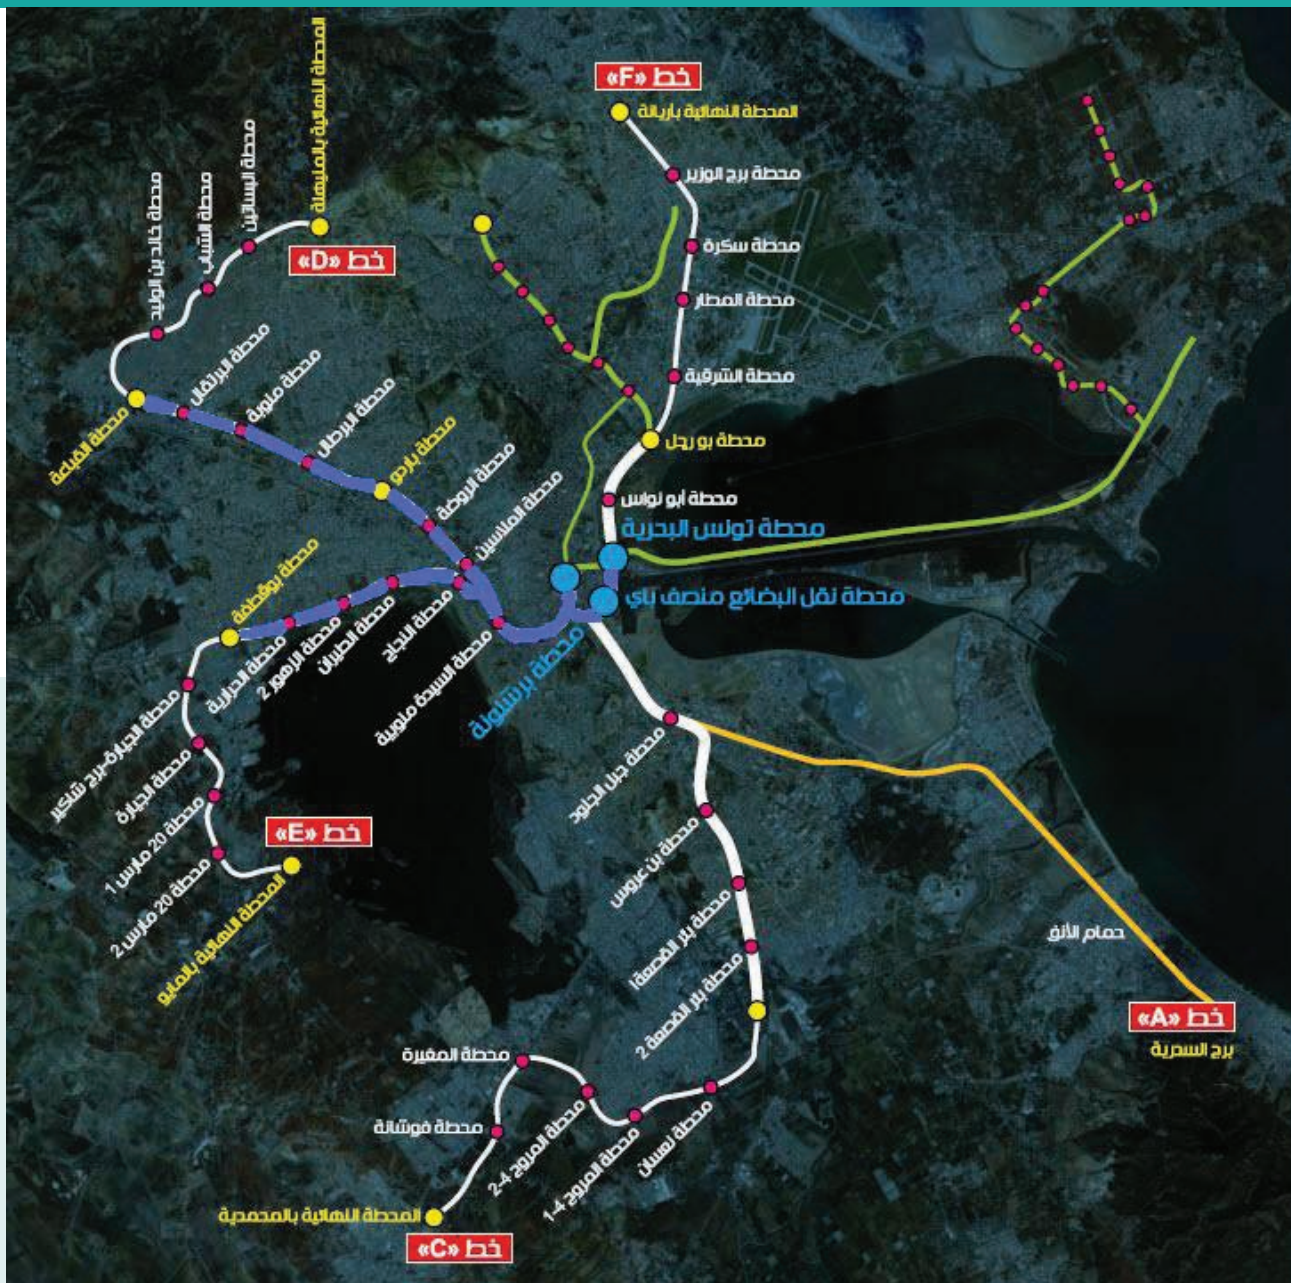 خط «F»
المحطة النهائية بأريانة
محطة برج الوزير
محطة سكرة
محطة المطار
محطة الشرقية
محطة بو رجل
محطة أبو نواس
محطة تونس البحرية
محطة نقل البضائع منصف باي
محطة برشلونة
المحطة النهائية بالمنيهلة
خط «D»
محطة البساتين
محطة الشباب
محطة خالد بن الوليد
محطة القباعة
محطة البرتقال
محطة منوبة
محطة البرطال
محطة باردو
محطة الروضة
محطة الملاسين
محطة السيدة منوبية
محطة النجاح
محطة الطيران
محطة الزهور 2
محطة الحرايرية
محطة بوقطفة
محطة الجيارة-برج شاكير
محطة الجيارة
محطة 20 مارس 1
محطة 20 مارس 2
خط «E»
المحطة النهائية بالمايو
محطة جبل الجلود
محطة بن عروس
محطة بئر القصعة1
محطة بئر القصعة 2
محطة نعسان
محطة المروج 4-1
محطة المروج 4-2
محطة المغيرة
محطة فوشانة
المحطة النهائية بالمحمدية
خط «C»
حمام الأنف
خط «A»
برج السدرية